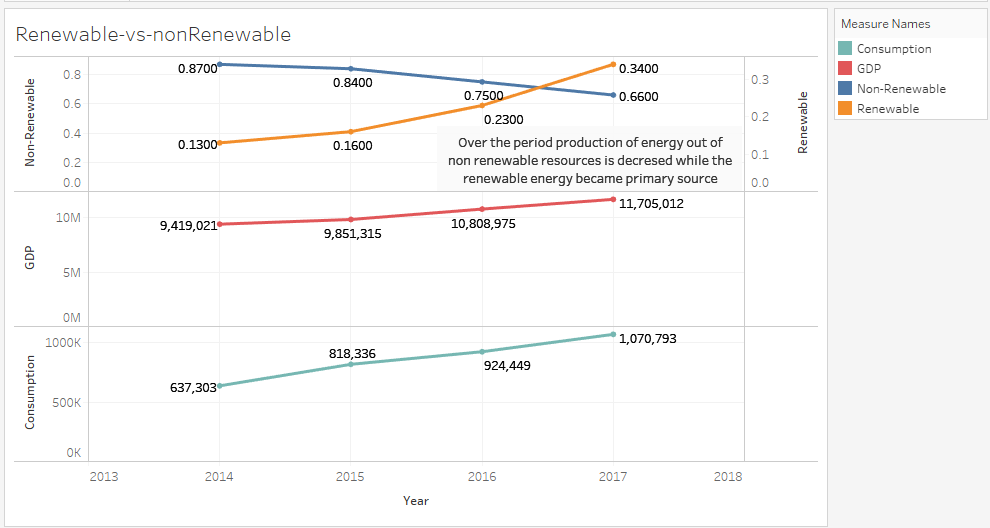 Renewable-vs-nonRenewable
Measure Names
Consumption
GDP
Non-Renewable
Renewable
Non-Renewable
0.8
0.6
0.4
0.2
0.0
0.8700
0.8400
0.7500
0.6600
0.1300
0.1600
0.2300
0.3400
0.3
0.2
0.1
0.0
Renewable
Over the period production of energy out of
non renewable resources is decresed while the
renewable energy became primary source
GDP
10M
5M
0M
9,419,021
9,851,315
10,808,975
11,705,012
Consumption
1000K
500K
0K
637,303
818,336
924,449
1,070,793
2013 2014 2015 2016 2017 2018
Year